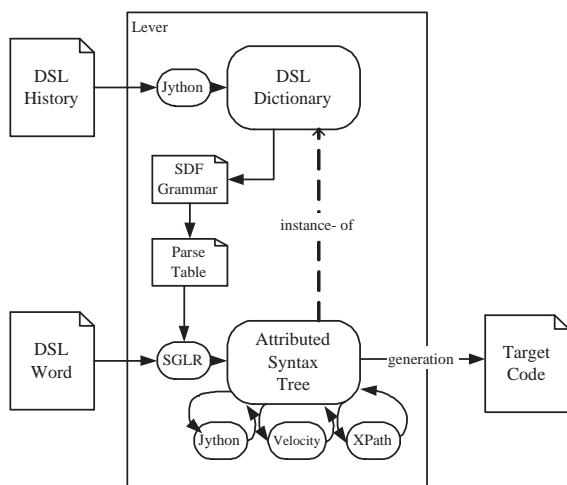 Lever
DSL
History
Jython
DSL
Dictionary
SDF
Grammar
instance- of
Parse
Table
DSL
Word
SGLR
Attributed
Syntax
Tree
generation
Target
Code
Jython
Velocity
XPath